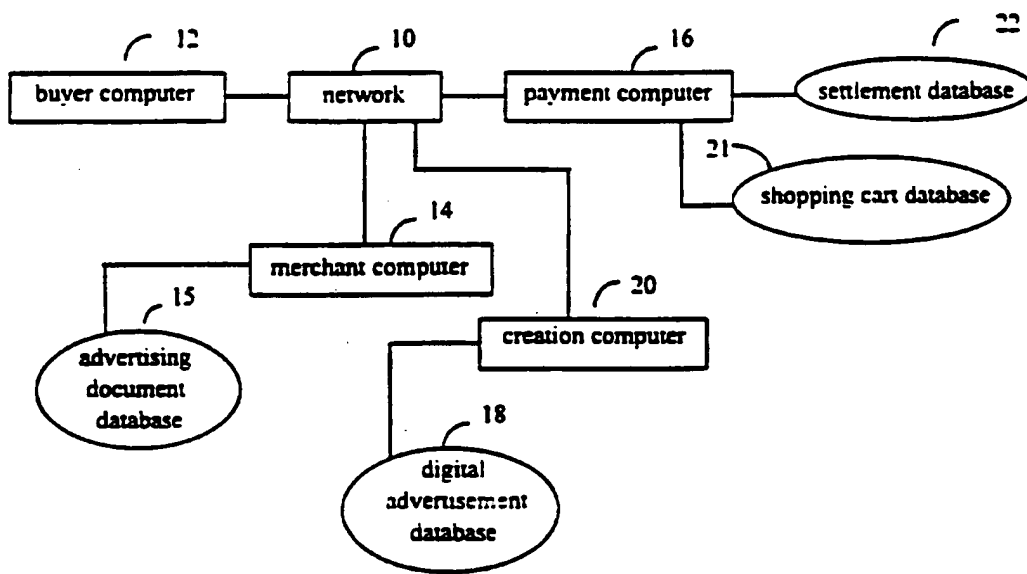 12
10
16
22
buyer computer
network
payment computer
settlement database
21
shopping cart database
14
merchant computer
20
15
creation computer
advertising
document
database
18
digital
advertisement
database